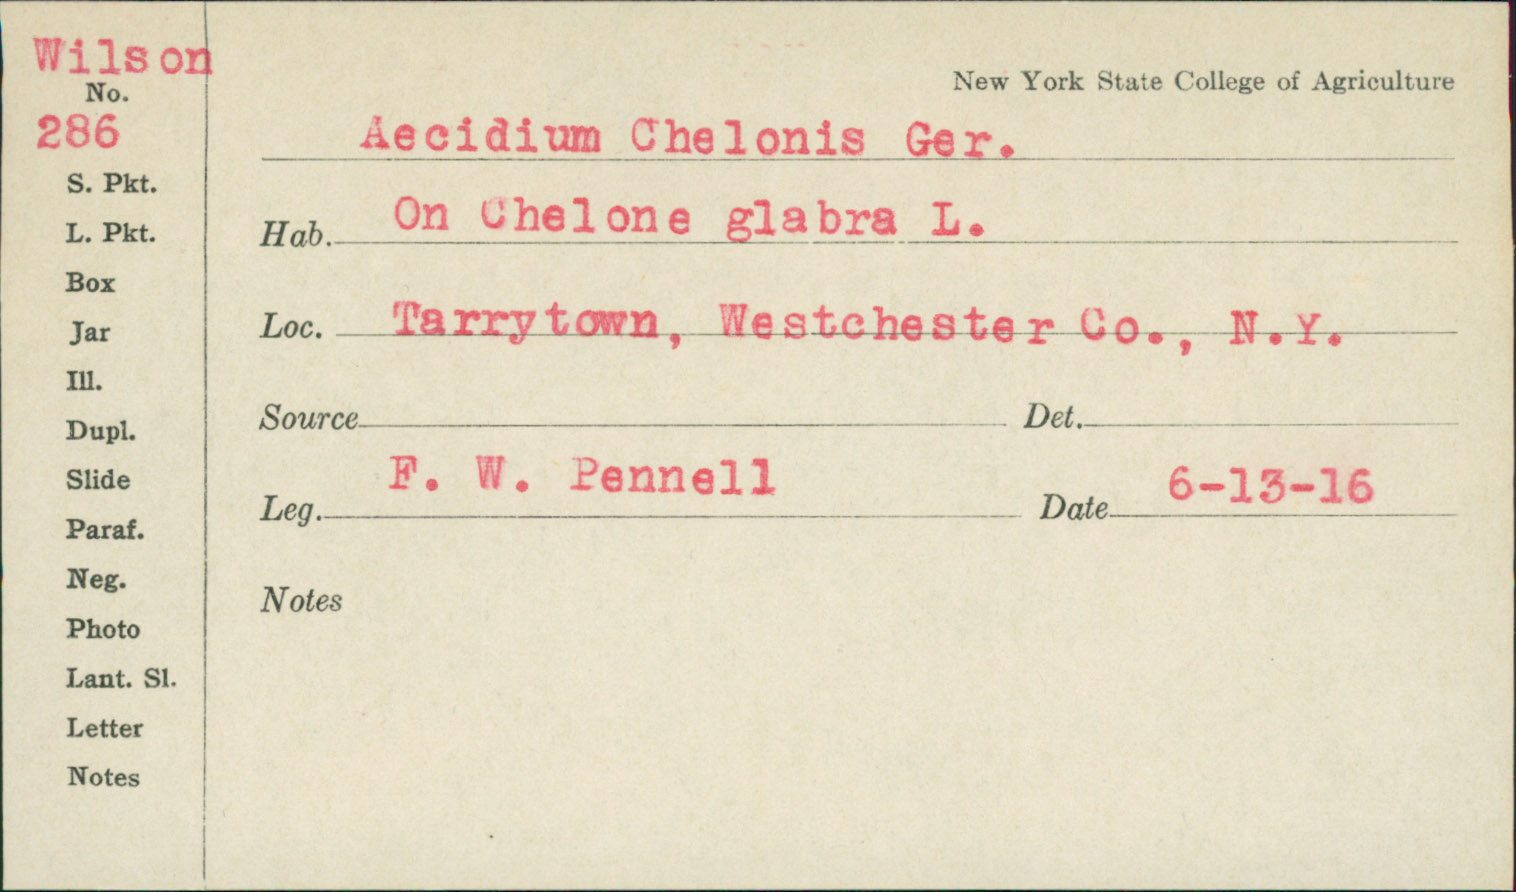 Wilson
No.
286
S. Pkt.
L. Pkt.
Box
Jar
Ill.
Dupl.
Slide
Paraf.
Neg.
Photo
Lant. Sl.
Letter
Notes
New York State College of Agriculture
Aecidium Chelonis Ger.
Hab. On Chelone glabra L.
Loc. Tarrytown, Westchester Co., N.Y.
Source Det.
Leg. F. W. Pennell Date 6-13-16
Notes